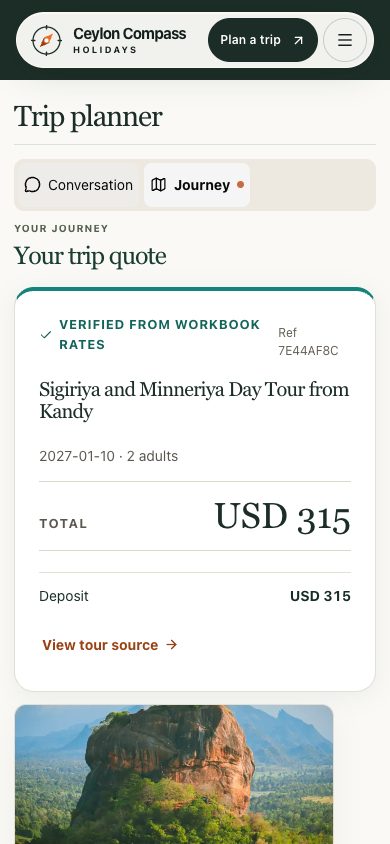 Ceylon Compass
HOLIDAYS
Plan a trip
Trip planner
Conversation
Journey
YOUR JOURNEY
Your trip quote
VERIFIED FROM WORKBOOK
RATES
Ref
7E44AF8C
Sigiriya and Minneriya Day Tour from
Kandy
2027-01-10 · 2 adults
TOTAL
USD 315
Deposit
USD 315
View tour source →